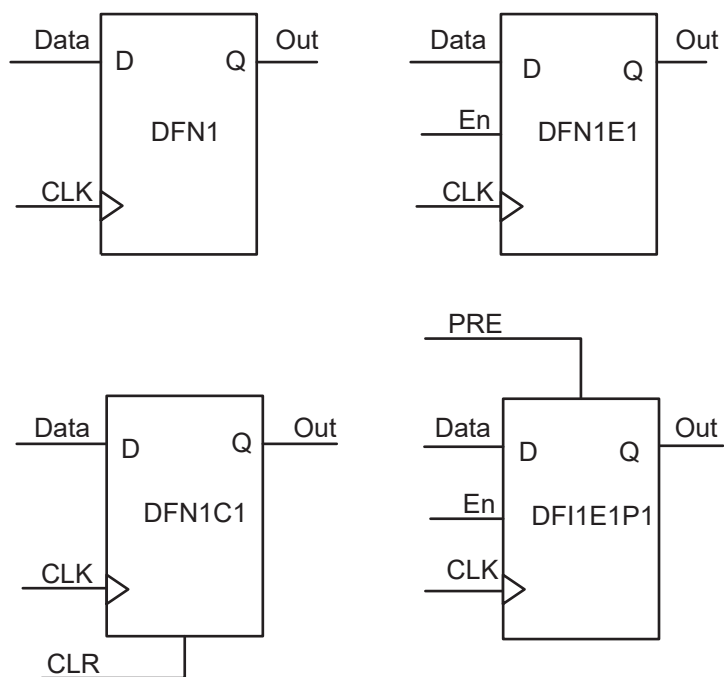 Data
D
Q
Out
DFN1
CLK
Data
D
Q
Out
En
DFN1E1
CLK
Data
D
Q
Out
DFN1C1
CLK
CLR
PRE
Data
D
Q
Out
En
DFI1E1P1
CLK